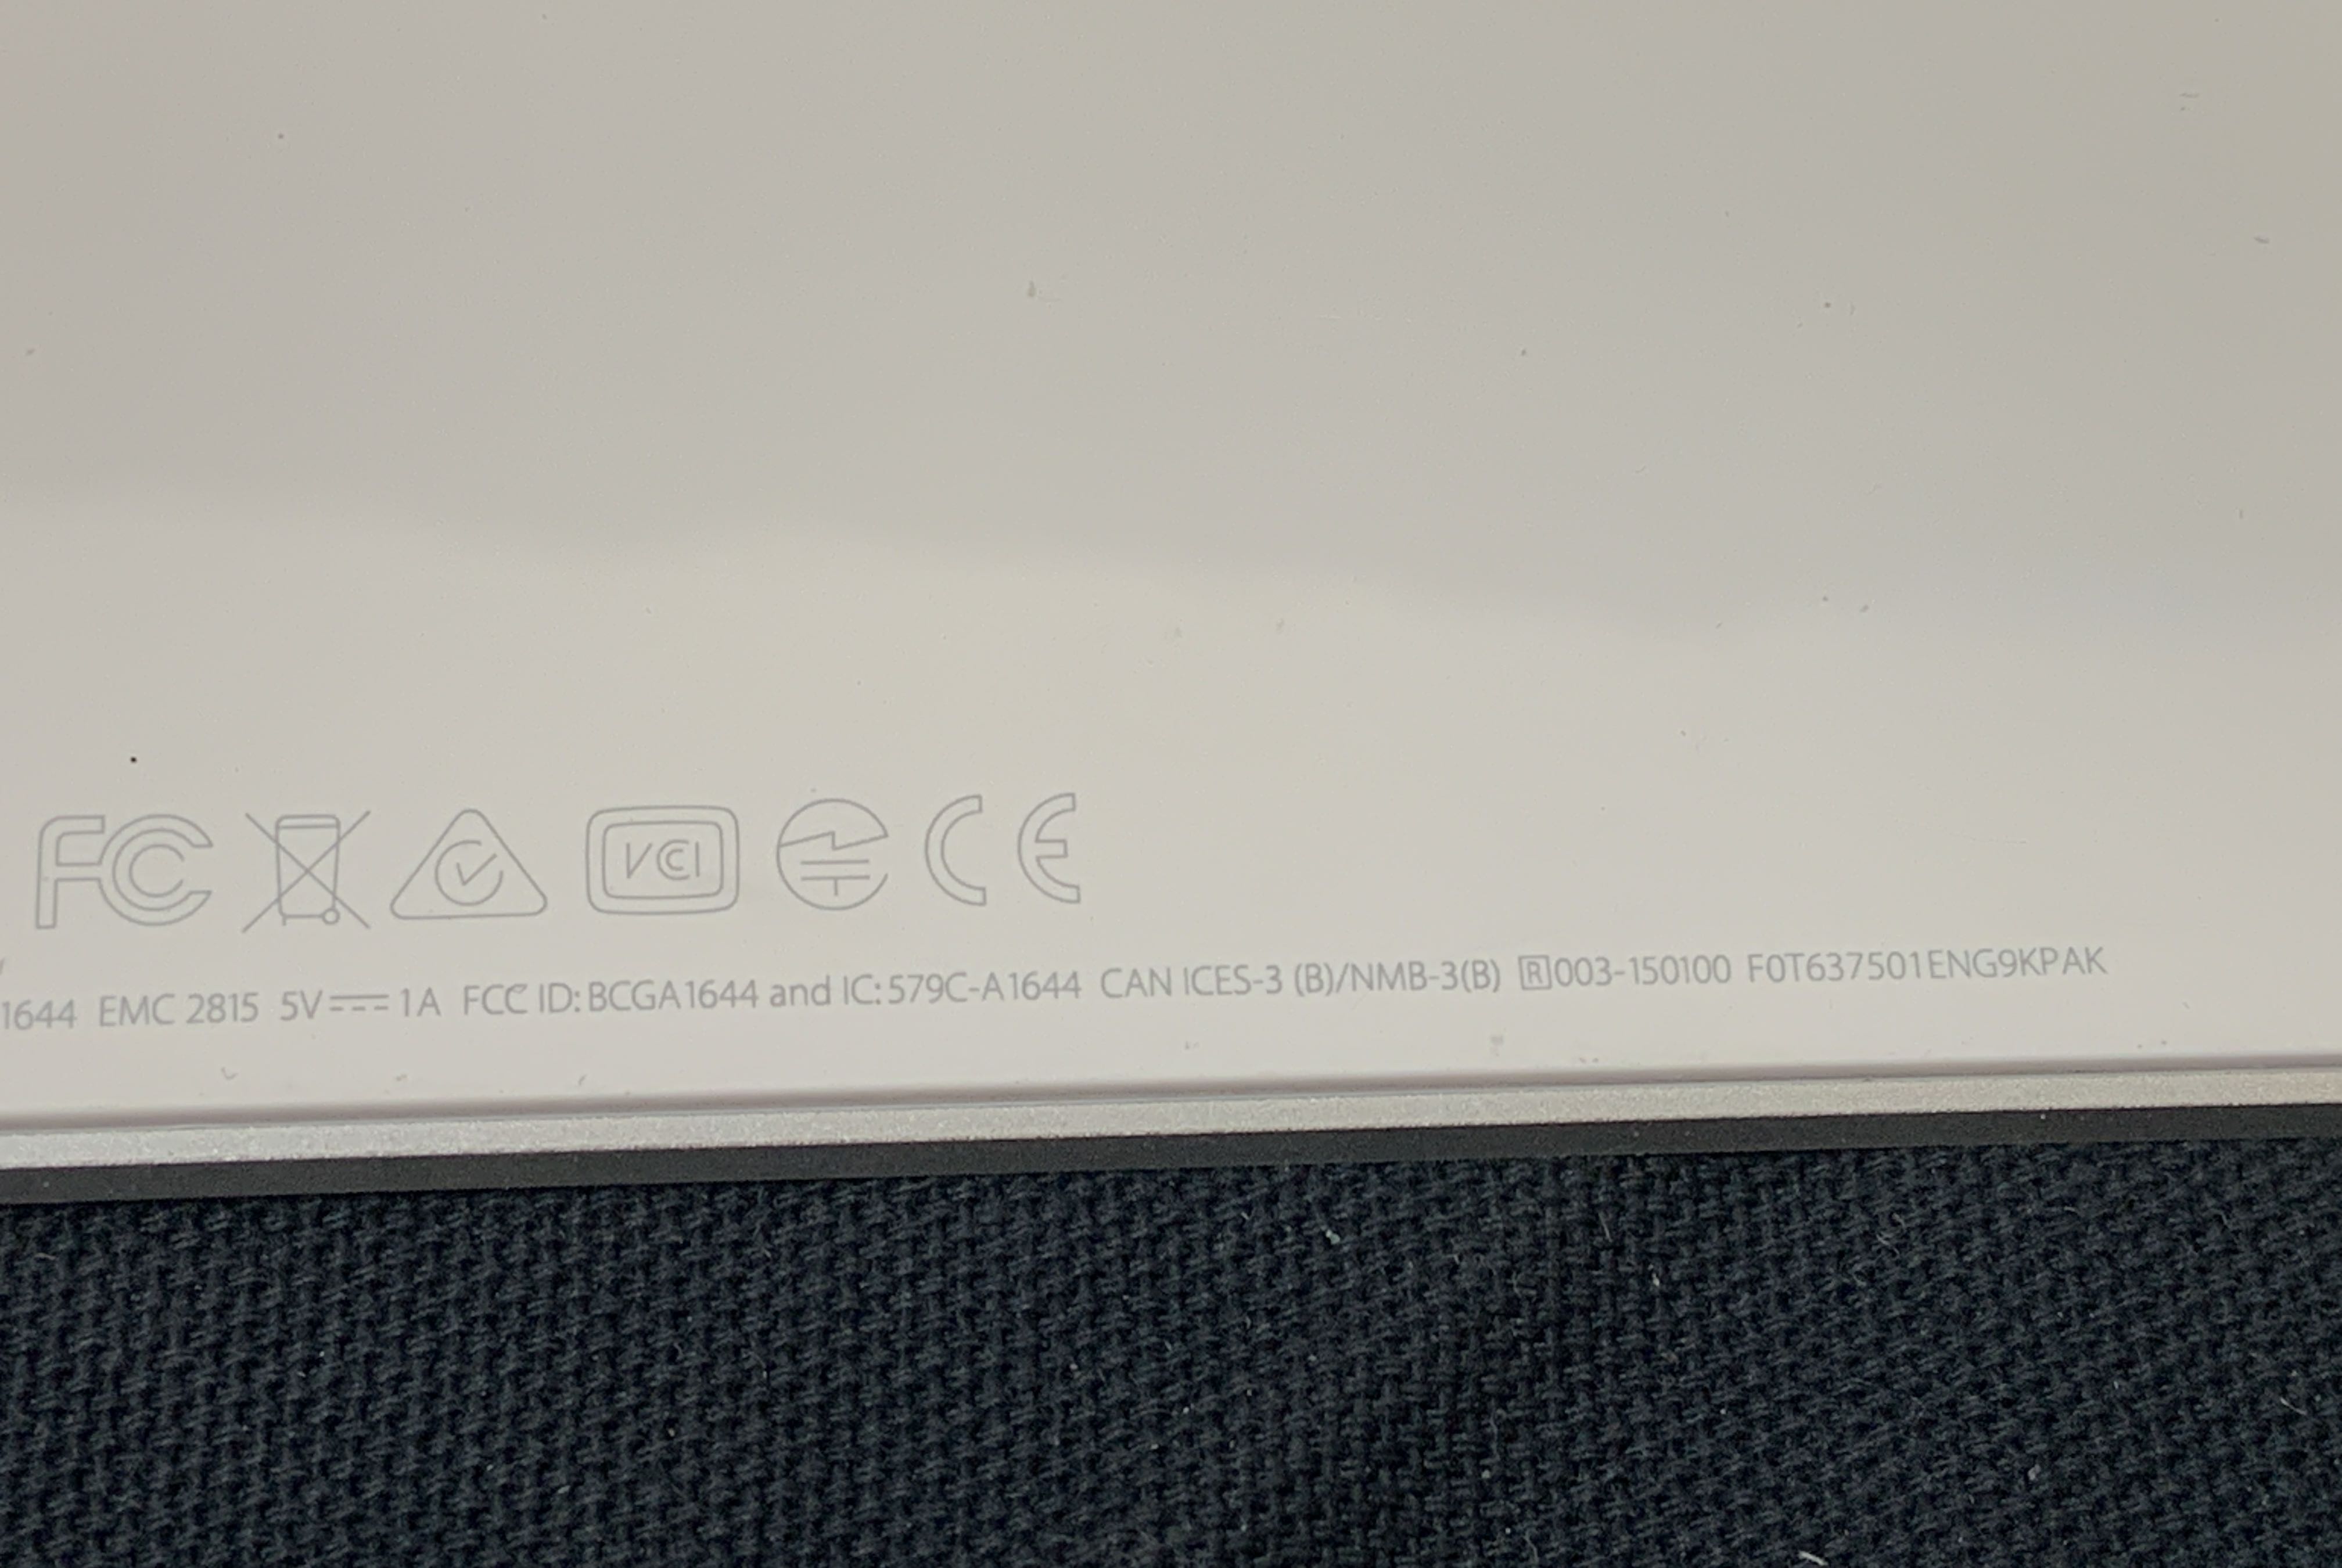 FC VCI CE
1644 EMC 2815 5V⎓1A FCC ID: BCGA1644 and IC: 579C-A1644 CAN ICES-3 (B)/NMB-3(B) R003-150100 F0T637501ENG9KPAK